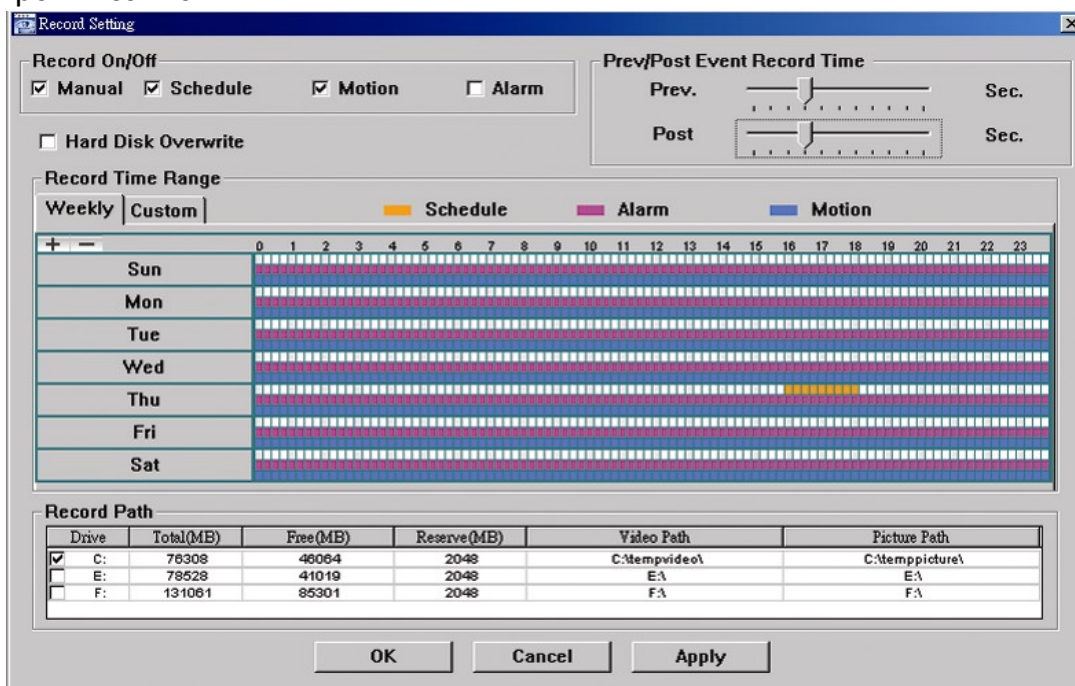 Record Setting
Record On/Off
Manual Schedule Motion Alarm
Prev/Post Event Record Time
Prev. Sec.
Post Sec.
Hard Disk Overwrite
Record Time Range
Weekly Custom
Schedule Alarm Motion
+ − 0 1 2 3 4 5 6 7 8 9 10 11 12 13 14 15 16 17 18 19 20 21 22 23
Sun
Mon
Tue
Wed
Thu
Fri
Sat
Record Path
Drive Total(MB) Free(MB) Reserve(MB) Video Path Picture Path
C: 76308 46064 2048 C:\tempvideo\ C:\temppicture\
E: 78528 41019 2048 E:\ E:\
F: 131061 85301 2048 F:\ F:\
OK Cancel Apply